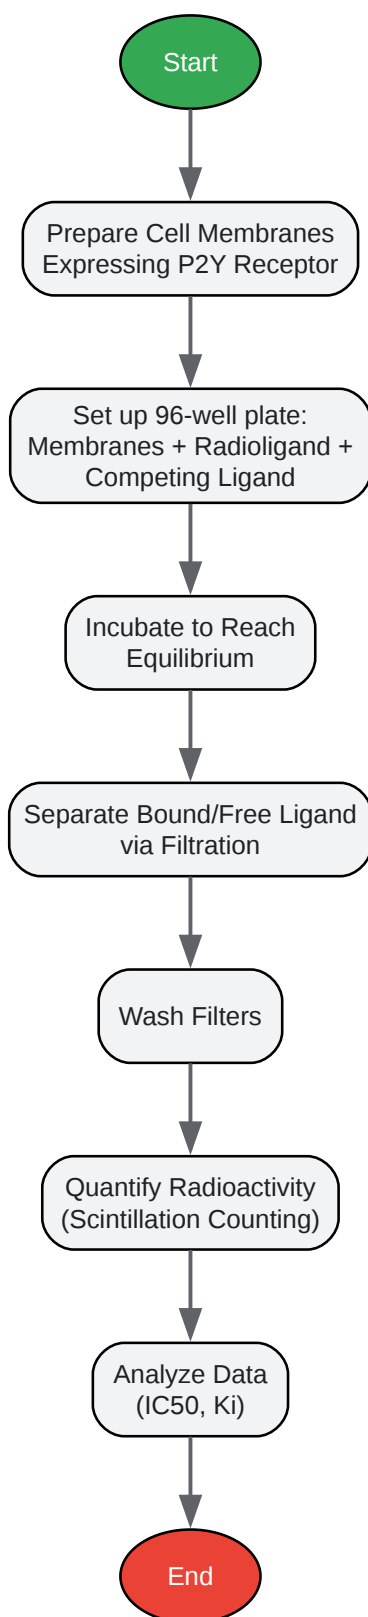 Start
Prepare Cell Membranes
Expressing P2Y Receptor
Set up 96-well plate:
Membranes + Radioligand +
Competing Ligand
Incubate to Reach
Equilibrium
Separate Bound/Free Ligand
via Filtration
Wash Filters
Quantify Radioactivity
(Scintillation Counting)
Analyze Data
(IC50, Ki)
End